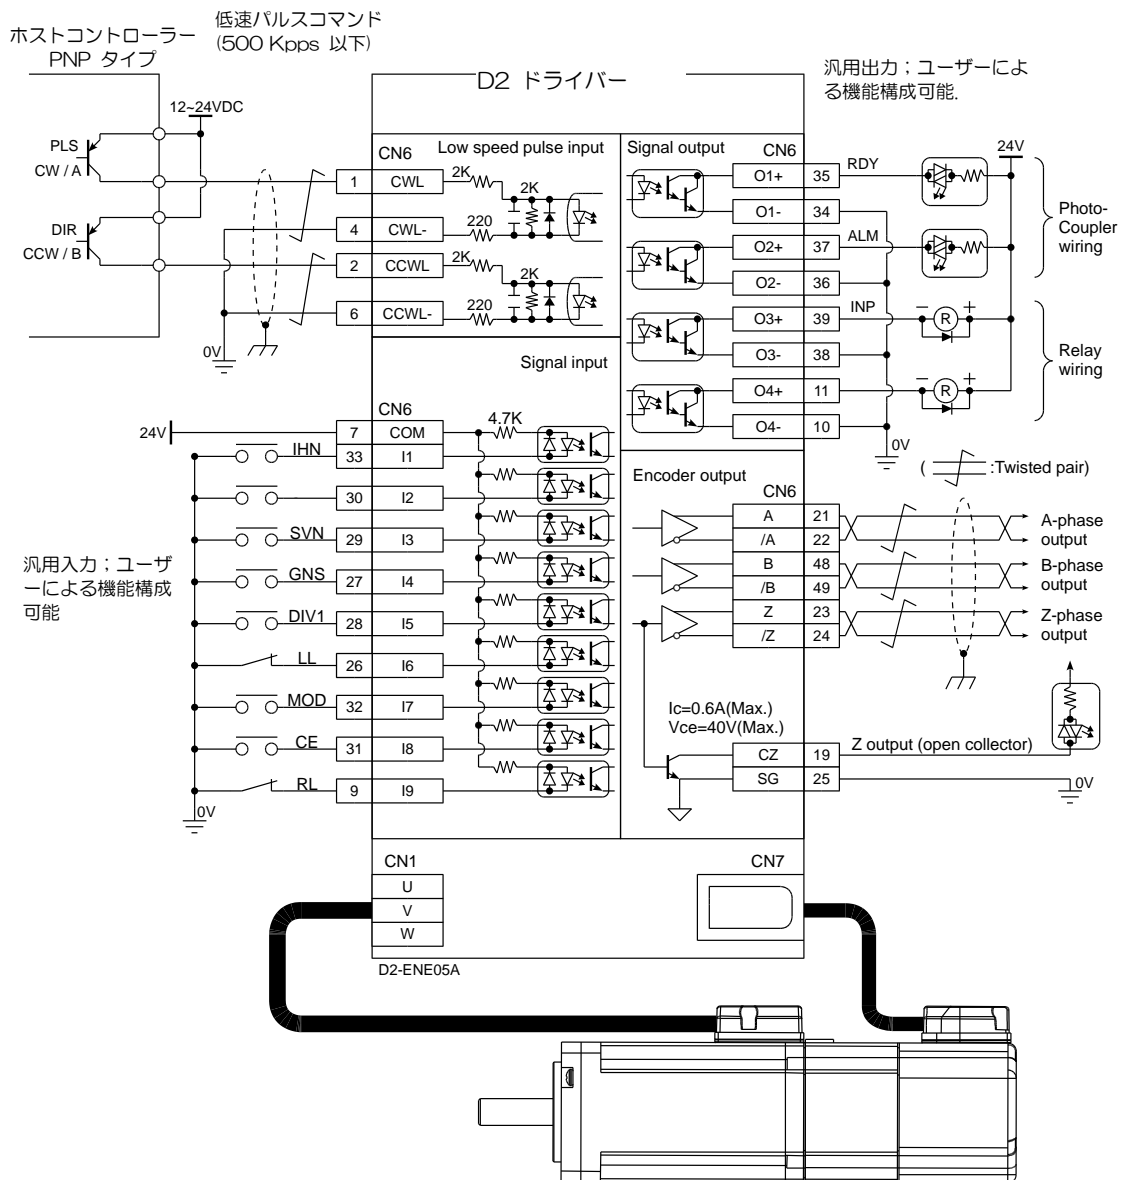 ホストコントローラー
PNP タイプ
低速パルスコマンド
(500 Kpps 以下)
D2 ドライバー
汎用出力；ユーザーによ
る機能構成可能.
12~24VDC
PLS
CW / A
DIR
CCW / B
0V
CN6
Low speed pulse input
1 CWL 2K 2K
4 CWL- 220
2 CCWL 2K 2K
6 CCWL- 220
Signal output
CN6
24V
O1+ 35 RDY
O1- 34
O2+ 37 ALM
O2- 36
O3+ 39 INP
O3- 38
O4+ 11
O4- 10
R
R
0V
Photo-
Coupler
wiring
Relay
wiring
Signal input
CN6
4.7K
24V 7 COM
IHN 33 I1
30 I2
SVN 29 I3
GNS 27 I4
DIV1 28 I5
LL 26 I6
MOD 32 I7
CE 31 I8
RL 9 I9
0V
汎用入力；ユーザ
ーによる機能構成
可能
( :Twisted pair)
Encoder output
CN6
A 21
/A 22
B 48
/B 49
Z 23
/Z 24
A-phase
output
B-phase
output
Z-phase
output
Ic=0.6A(Max.)
Vce=40V(Max.)
CZ 19 Z output (open collector)
SG 25
0V
CN1
U
V
W
CN7
D2-ENE05A